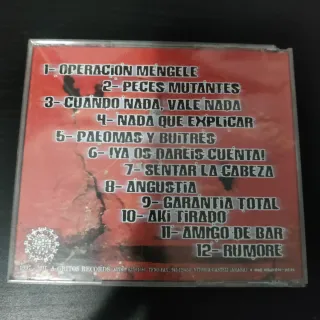 1- OPERACION MENGELE
2- PECES MUTANTES
3- CUANDO NADA, VALE NADA
4- NADA QUE EXPLICAR
5- PALOMAS Y BUITRES
6- ¡YA OS DAREIS CUENTA!
7- SENTAR LA CABEZA
8- ANGUSTIA
9- GARANTIA TOTAL
10- AKI TIRADO
11- AMIGO DE BAR
12- RUMORE